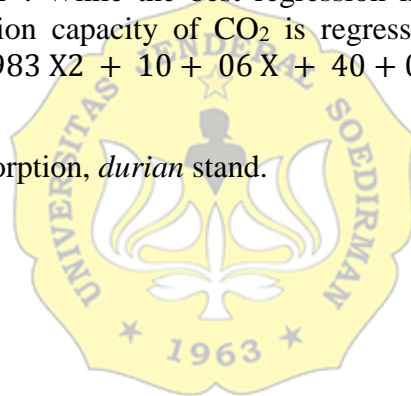 While the best regression
tion capacity of CO₂ is regress
983 X2 + 10 + 06 X + 40 + 0
orption, durian stand.
UNIVERSITAS JENDERAL SOEDIRMAN
★ 1963 ★